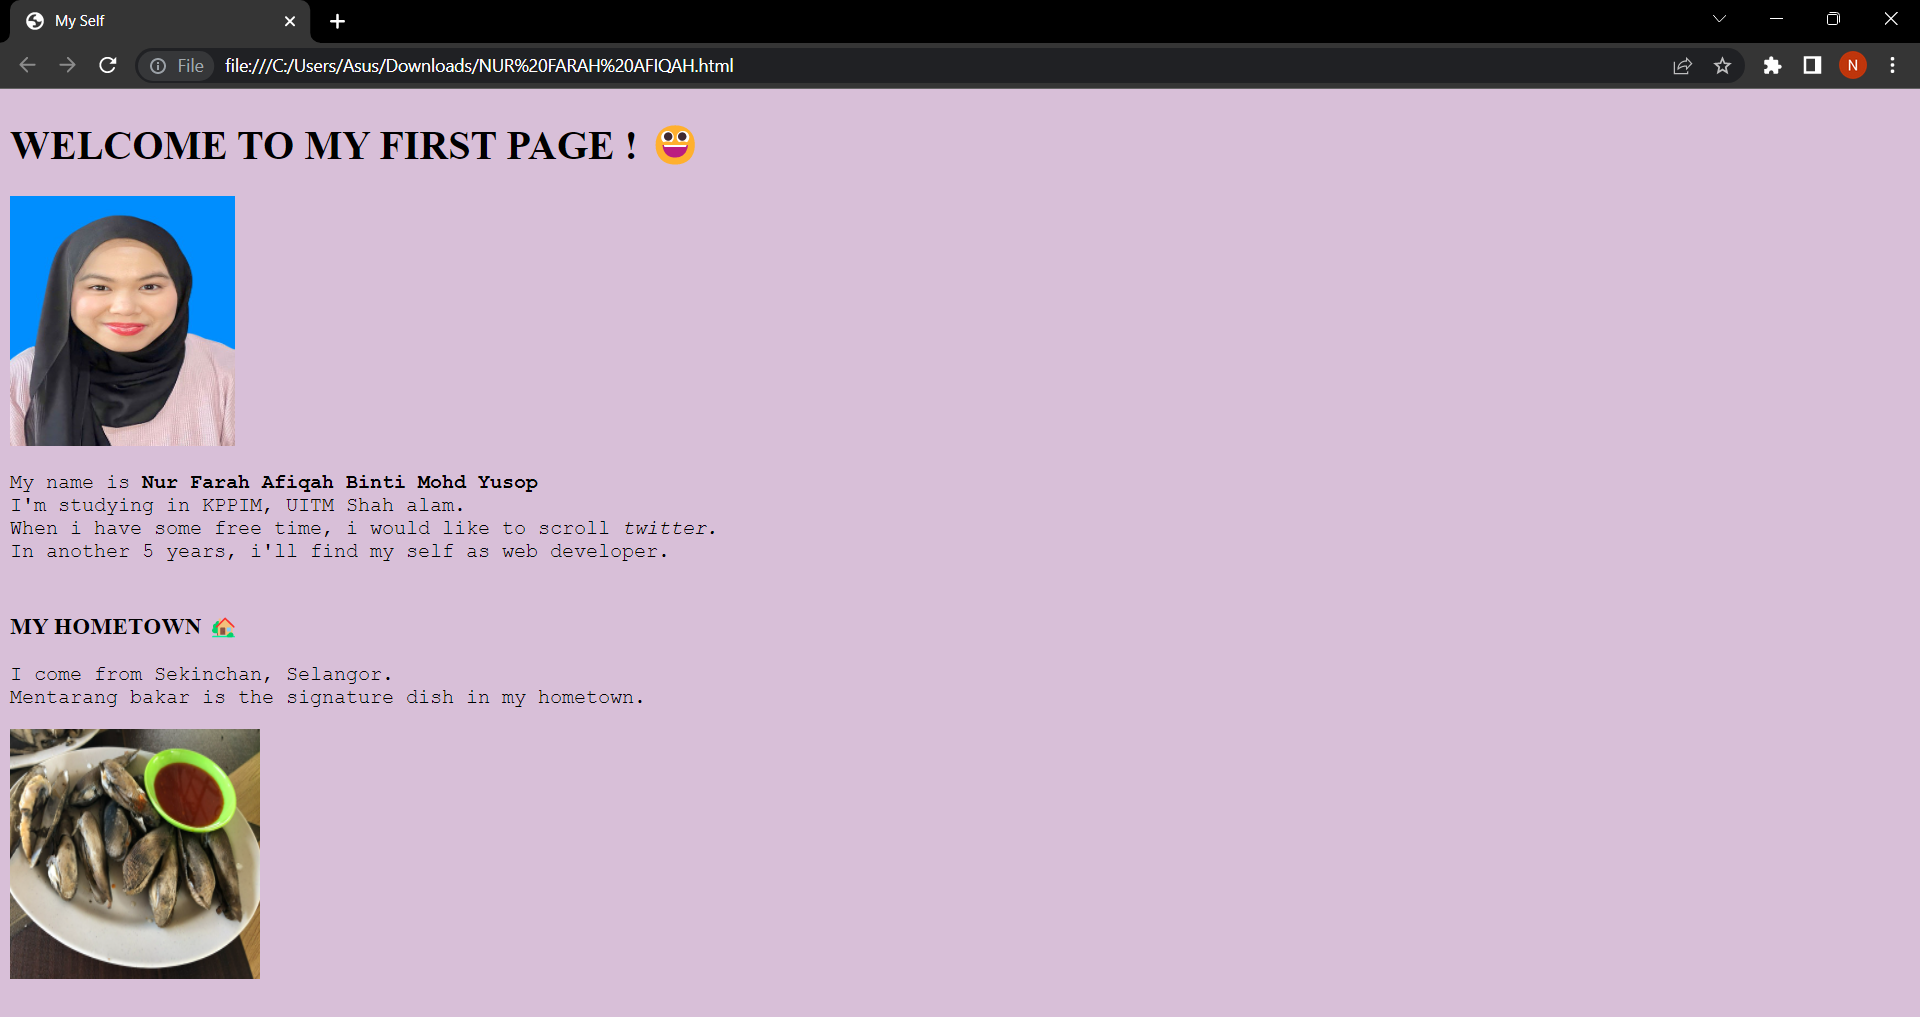 My Self
File file:///C:/Users/Asus/Downloads/NUR%20FARAH%20AFIQAH.html
N
WELCOME TO MY FIRST PAGE ! 😀
My name is Nur Farah Afiqah Binti Mohd Yusop
I'm studying in KPPIM, UITM Shah alam.
When i have some free time, i would like to scroll twitter.
In another 5 years, i'll find my self as web developer.
MY HOMETOWN 🏡
I come from Sekinchan, Selangor.
Mentarang bakar is the signature dish in my hometown.